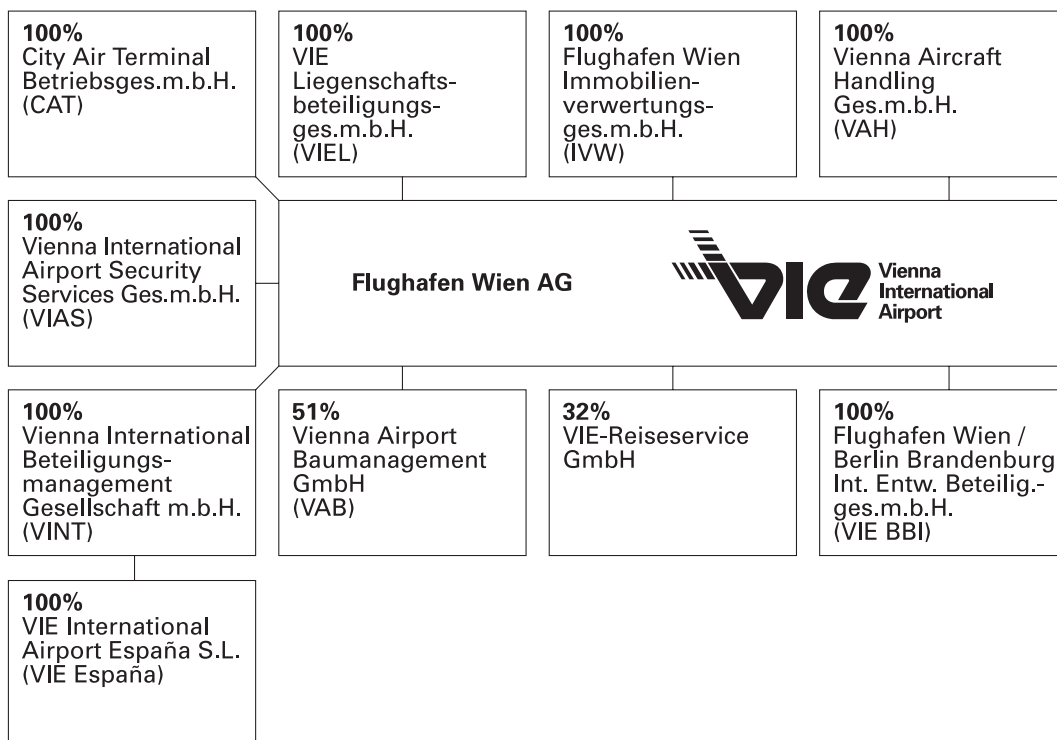 100%
City Air Terminal
Betriebsges.m.b.H.
(CAT)
100%
VIE
Liegenschafts-
beteiligungs-
ges.m.b.H.
(VIEL)
100%
Flughafen Wien
Immobilien-
verwertungs-
ges.m.b.H.
(IVW)
100%
Vienna Aircraft
Handling
Ges.m.b.H.
(VAH)
100%
Vienna International
Airport Security
Services Ges.m.b.H.
(VIAS)
Flughafen Wien AG
VIE
Vienna
International
Airport
100%
Vienna International
Beteiligungs-
management
Gesellschaft m.b.H.
(VINT)
51%
Vienna Airport
Baumanagement
GmbH
(VAB)
32%
VIE-Reiseservice
GmbH
100%
Flughafen Wien /
Berlin Brandenburg
Int. Entw. Beteilig.-
ges.m.b.H.
(VIE BBI)
100%
VIE International
Airport España S.L.
(VIE España)